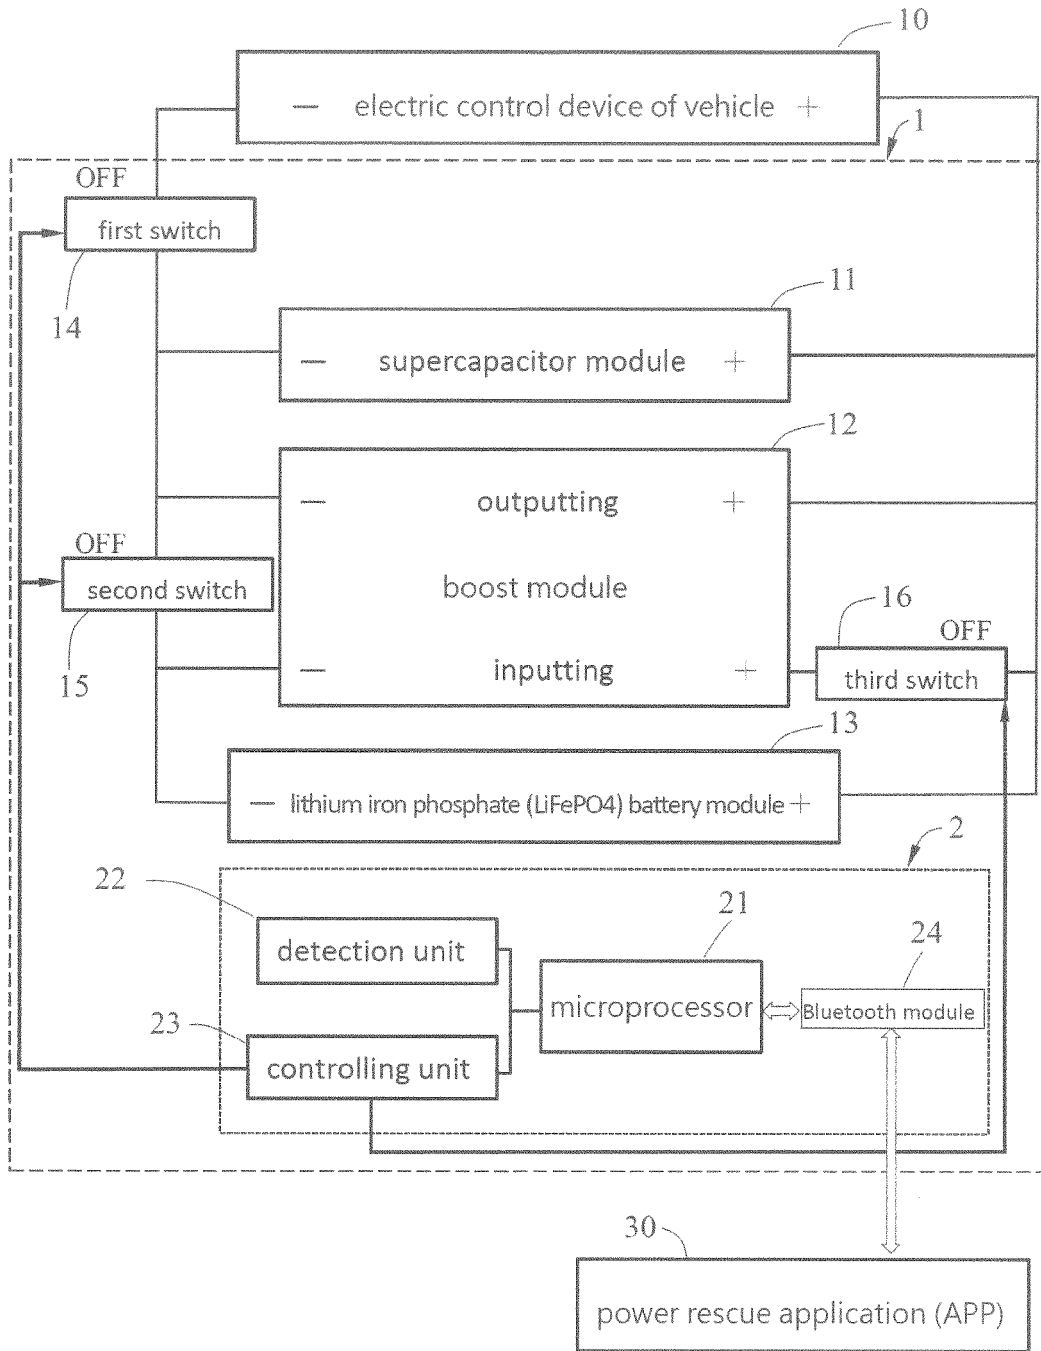 10
− electric control device of vehicle +
1
OFF
first switch
14
11
− supercapacitor module +
12
− outputting +
OFF
second switch
boost module
15
16
OFF
− inputting +
third switch
13
− lithium iron phosphate (LiFePO4) battery module +
2
22
detection unit
21
24
microprocessor
Bluetooth module
23
controlling unit
30
power rescue application (APP)